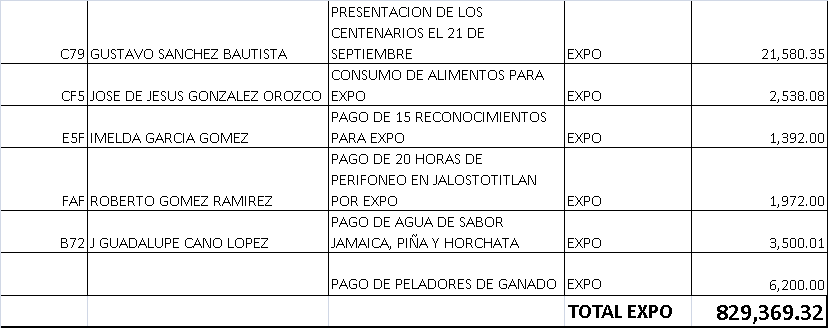 PRESENTACION DE LOS
CENTENARIOS EL 21 DE
C79 GUSTAVO SANCHEZ BAUTISTA SEPTIEMBRE EXPO 21,580.35
CONSUMO DE ALIMENTOS PARA
CF5 JOSE DE JESUS GONZALEZ OROZCO EXPO EXPO 2,538.08
PAGO DE 15 RECONOCIMIENTOS
E5F IMELDA GARCIA GOMEZ PARA EXPO EXPO 1,392.00
PAGO DE 20 HORAS DE
PERIFONEO EN JALOSTOTITLAN
FAF ROBERTO GOMEZ RAMIREZ POR EXPO EXPO 1,972.00
PAGO DE AGUA DE SABOR
B72 J GUADALUPE CANO LOPEZ JAMAICA, PIÑA Y HORCHATA EXPO 3,500.01
PAGO DE PELADORES DE GANADO EXPO 6,200.00
TOTAL EXPO 829,369.32